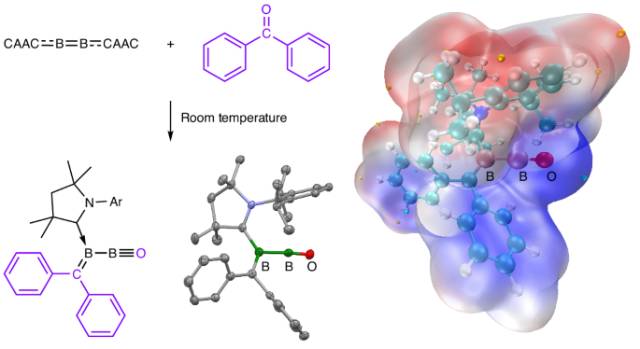 CAAC=B=B=CAAC + O
C
Room temperature
N–Ar
B–B≡O
C
B B O
B B O